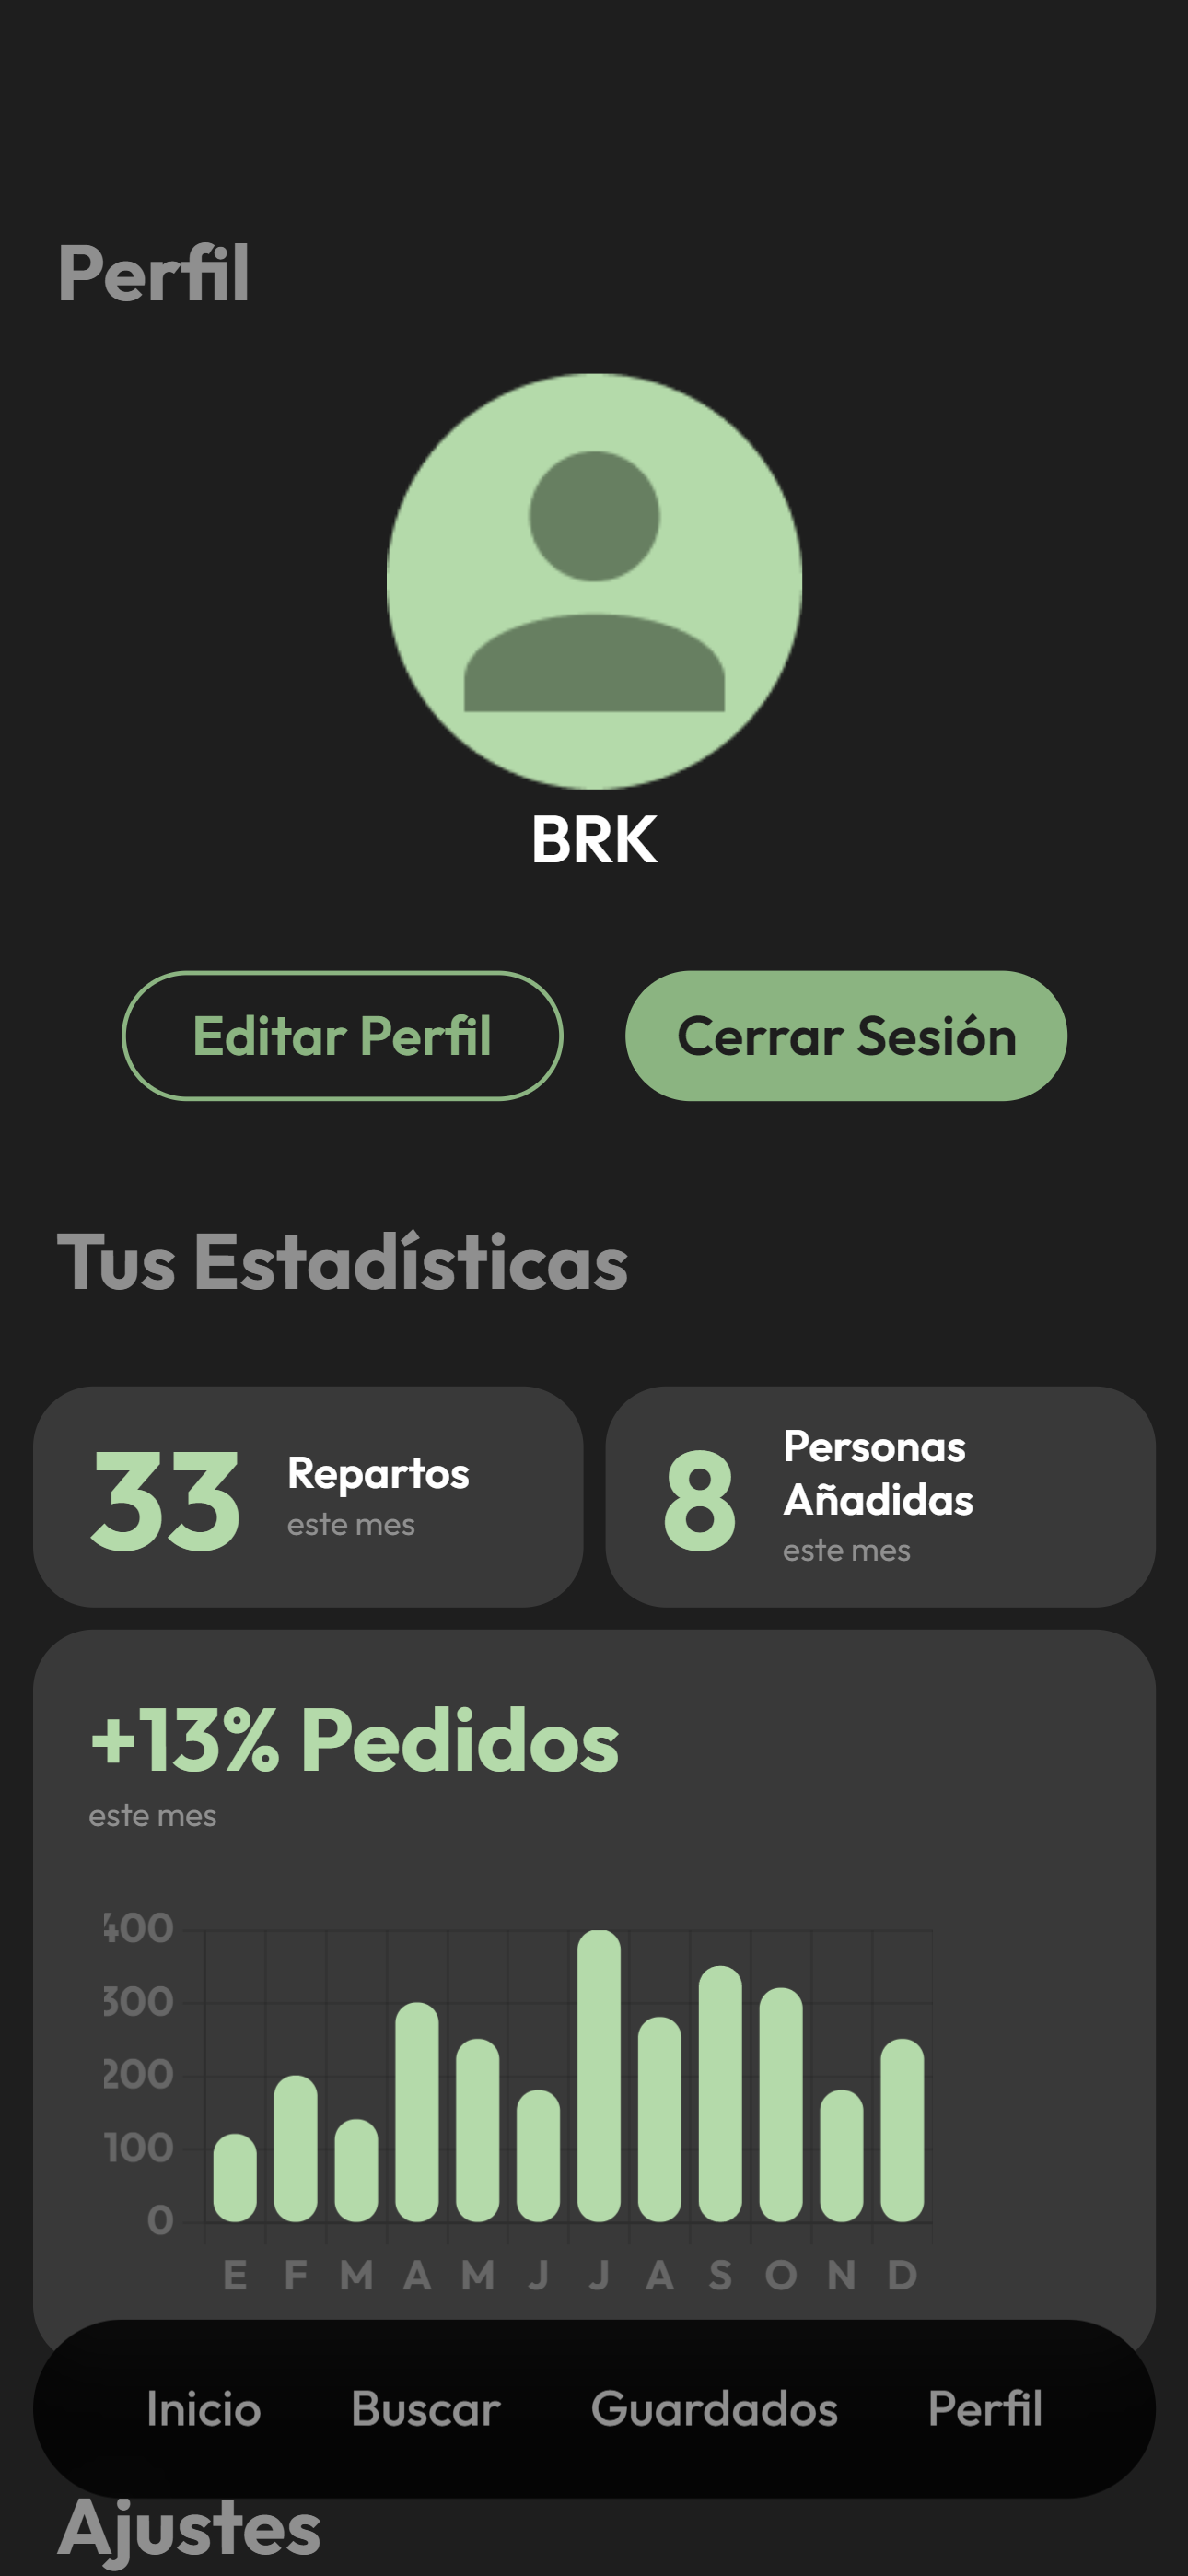 Perfil
BRK
Editar Perfil
Cerrar Sesión
Tus Estadísticas
33
Repartos
este mes
8
Personas
Añadidas
este mes
+13% Pedidos
este mes
400
300
200
100
0
E F M A M J J A S O N D
Inicio Buscar Guardados Perfil
Ajustes